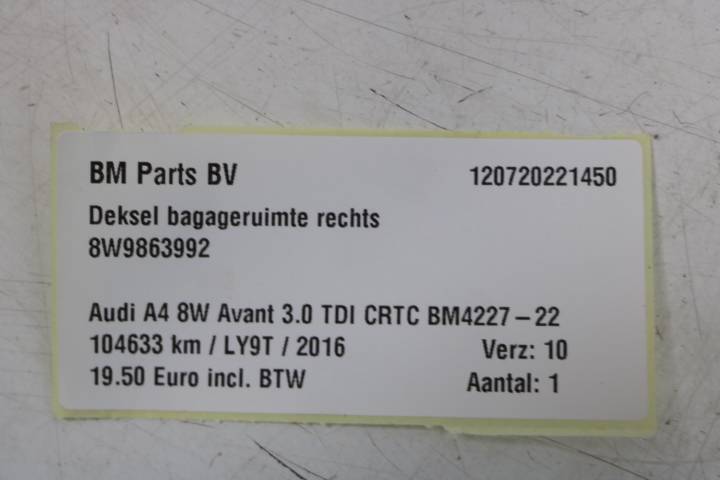 BM Parts BV 120720221450
Deksel bagageruimte rechts
8W9863992
Audi A4 8W Avant 3.0 TDI CRTC BM4227-22
104633 km / LY9T / 2016 Verz: 10
19.50 Euro incl. BTW Aantal: 1